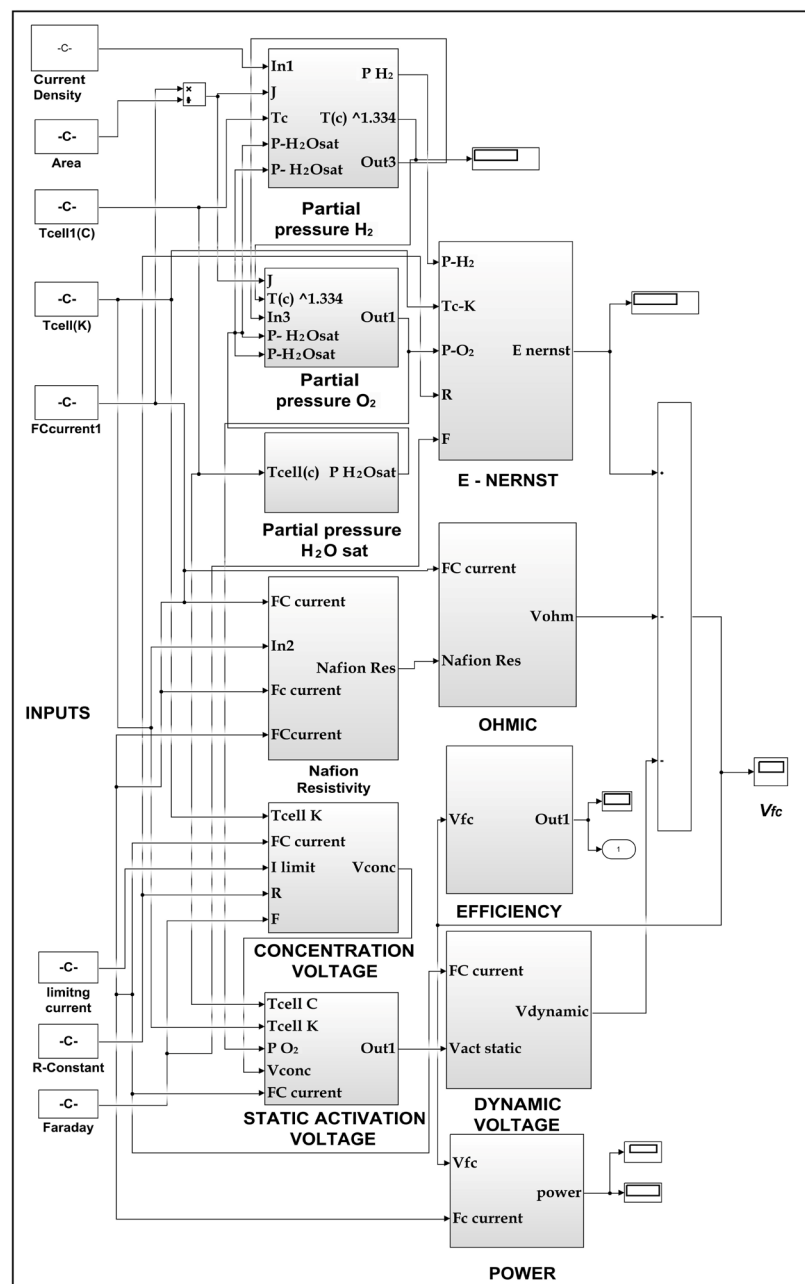 -C-
Current
Density
-C-
Area
-C-
Tcell1(C)
-C-
Tcell(K)
-C-
FCcurrent1
×
÷
In1
J
Tc
P-H₂Osat
P- H₂Osat
P H₂
T(c) ^1.334
Out3
Partial
pressure H₂
J
T(c) ^1.334
In3
P- H₂Osat
P-H₂Osat
Out1
Partial
pressure O₂
Tcell(c)
P H₂Osat
Partial pressure
H₂O sat
P-H₂
Tc-K
P-O₂
R
F
E nernst
E - NERNST
FC current
In2
Fc current
FCcurrent
Nafion Res
Nafion
Resistivity
FC current
Nafion Res
Vohm
OHMIC
INPUTS
Tcell K
FC current
I limit
R
F
Vconc
CONCENTRATION
VOLTAGE
Vfc
Out1
1
EFFICIENCY
-
-
Vfc
-C-
limitng
current
-C-
R-Constant
-C-
Faraday
Tcell C
Tcell K
P O₂
Vconc
FC current
Out1
STATIC ACTIVATION
VOLTAGE
FC current
Vact static
Vdynamic
DYNAMIC
VOLTAGE
Vfc
Fc current
power
POWER